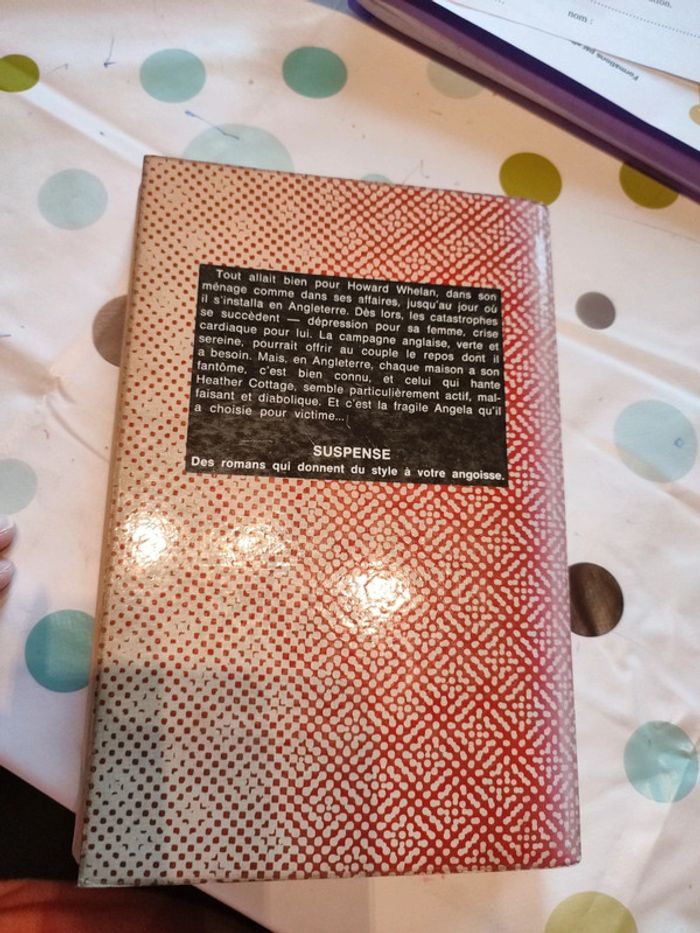 ation.
nom :
Formations par
Tout allait bien pour Howard Whelan, dans son
ménage comme dans ses affaires, jusqu'au jour où
il s'installa en Angleterre. Dès lors, les catastrophes
se succèdent — dépression pour sa femme, crise
cardiaque pour lui. La campagne anglaise, verte et
sereine, pourrait offrir au couple le repos dont il
a besoin. Mais, en Angleterre, chaque maison a son
fantôme, c'est bien connu, et celui qui hante
Heather Cottage, semble particulièrement actif, mal-
faisant et diabolique. Et c'est la fragile Angela qu'il
a choisie pour victime...
SUSPENSE
Des romans qui donnent du style à votre angoisse.